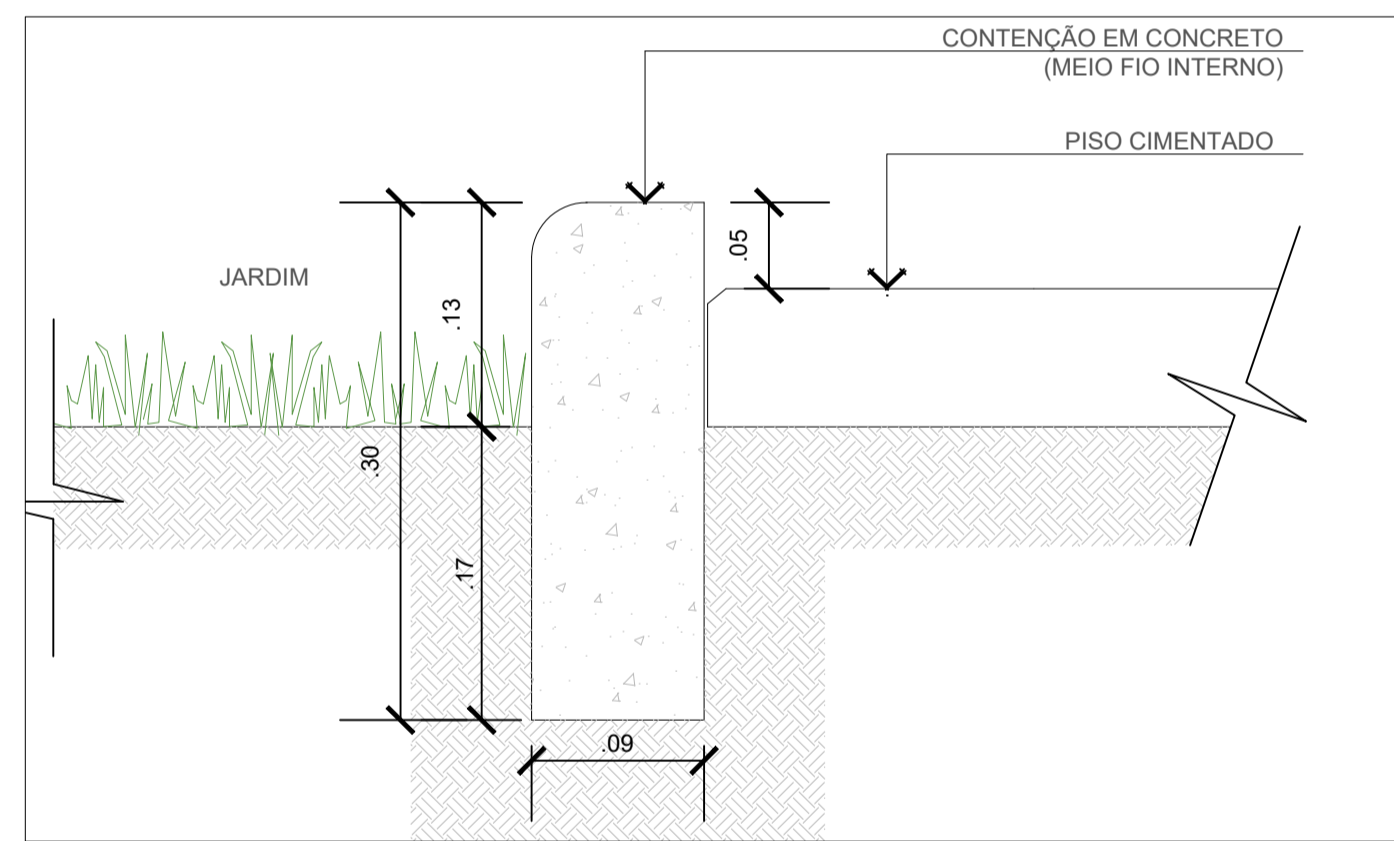 CONTENÇÃO EM CONCRETO
(MEIO FIO INTERNO)
PISO CIMENTADO
JARDIM
.05
.13
.30
.17
.09